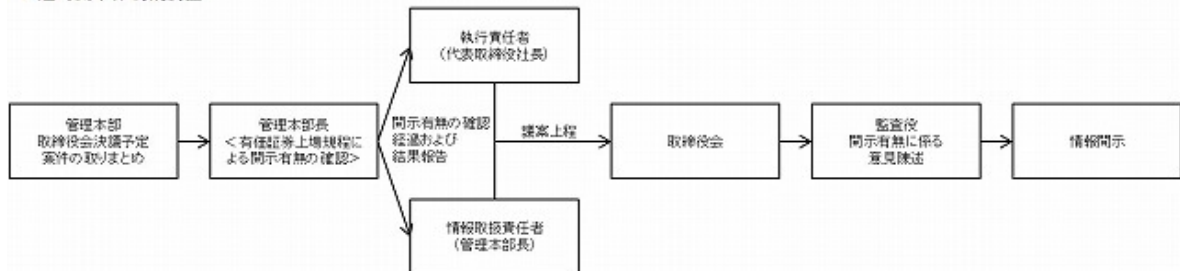 管理本部
取締役会決議予定
案件の取りまとめ
管理本部長
<有価証券上場規程に
よる開示有無の確認>
執行責任者
(代表取締役社長)
開示有無の確認
経過および
結果報告
情報取扱責任者
(管理本部長)
議案上程
取締役会
監査役
開示有無に係る
意見陳述
情報開示